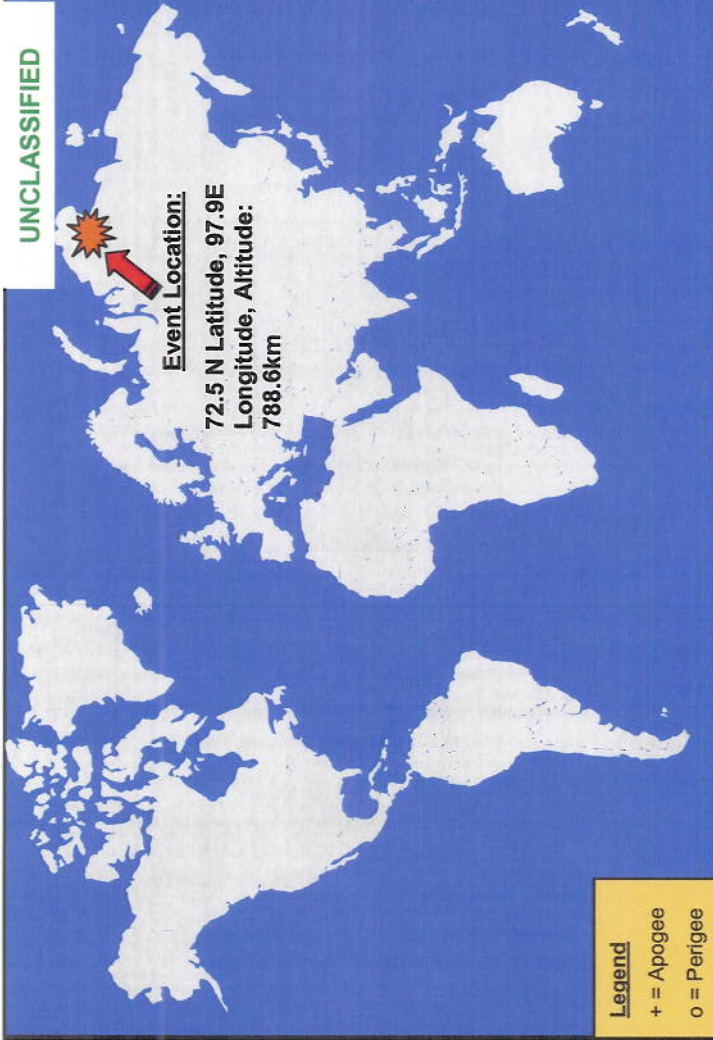 UNCLASSIFIED
Event Location:
72.5 N Latitude, 97.9E
Longitude, Altitude:
788.6km
Legend
+ = Apogee
o = Perigee